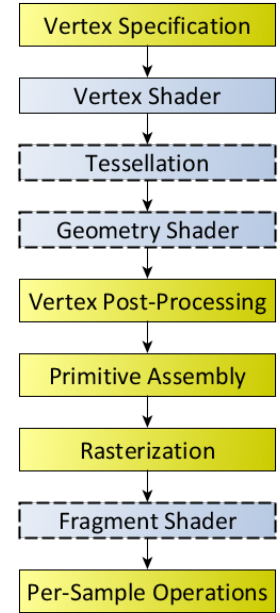 Vertex Specification
Vertex Shader
Tessellation
Geometry Shader
Vertex Post-Processing
Primitive Assembly
Rasterization
Fragment Shader
Per-Sample Operations